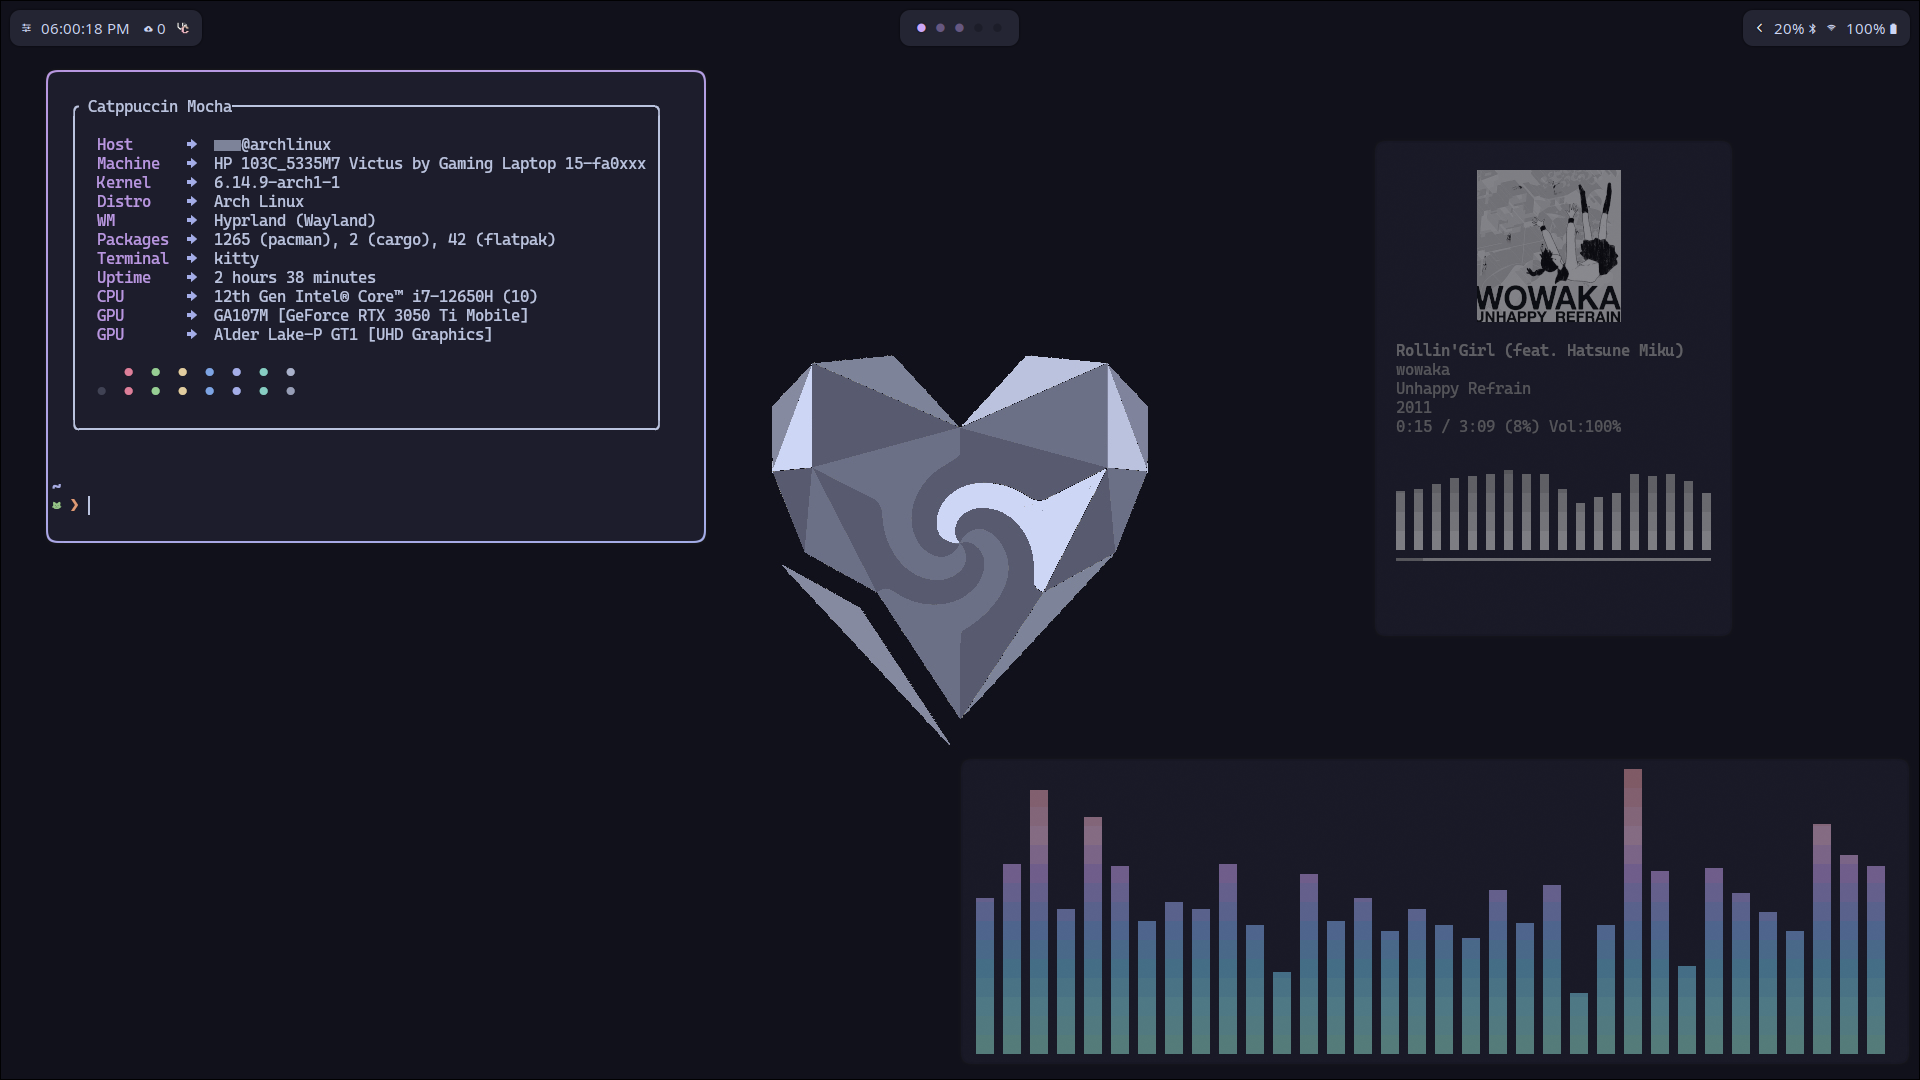 06:00:18 PM 0
20% 100%
Catppuccin Mocha
Host @archlinux
Machine HP 103C_5335M7 Victus by Gaming Laptop 15-fa0xxx
Kernel 6.14.9-arch1-1
Distro Arch Linux
WM Hyprland (Wayland)
Packages 1265 (pacman), 2 (cargo), 42 (flatpak)
Terminal kitty
Uptime 2 hours 38 minutes
CPU 12th Gen Intel® Core™ i7-12650H (10)
GPU GA107M [GeForce RTX 3050 Ti Mobile]
GPU Alder Lake-P GT1 [UHD Graphics]
~
❯
WOWAKA
UNHAPPY REFRAIN
Rollin'Girl (feat. Hatsune Miku)
wowaka
Unhappy Refrain
2011
0:15 / 3:09 (8%) Vol:100%